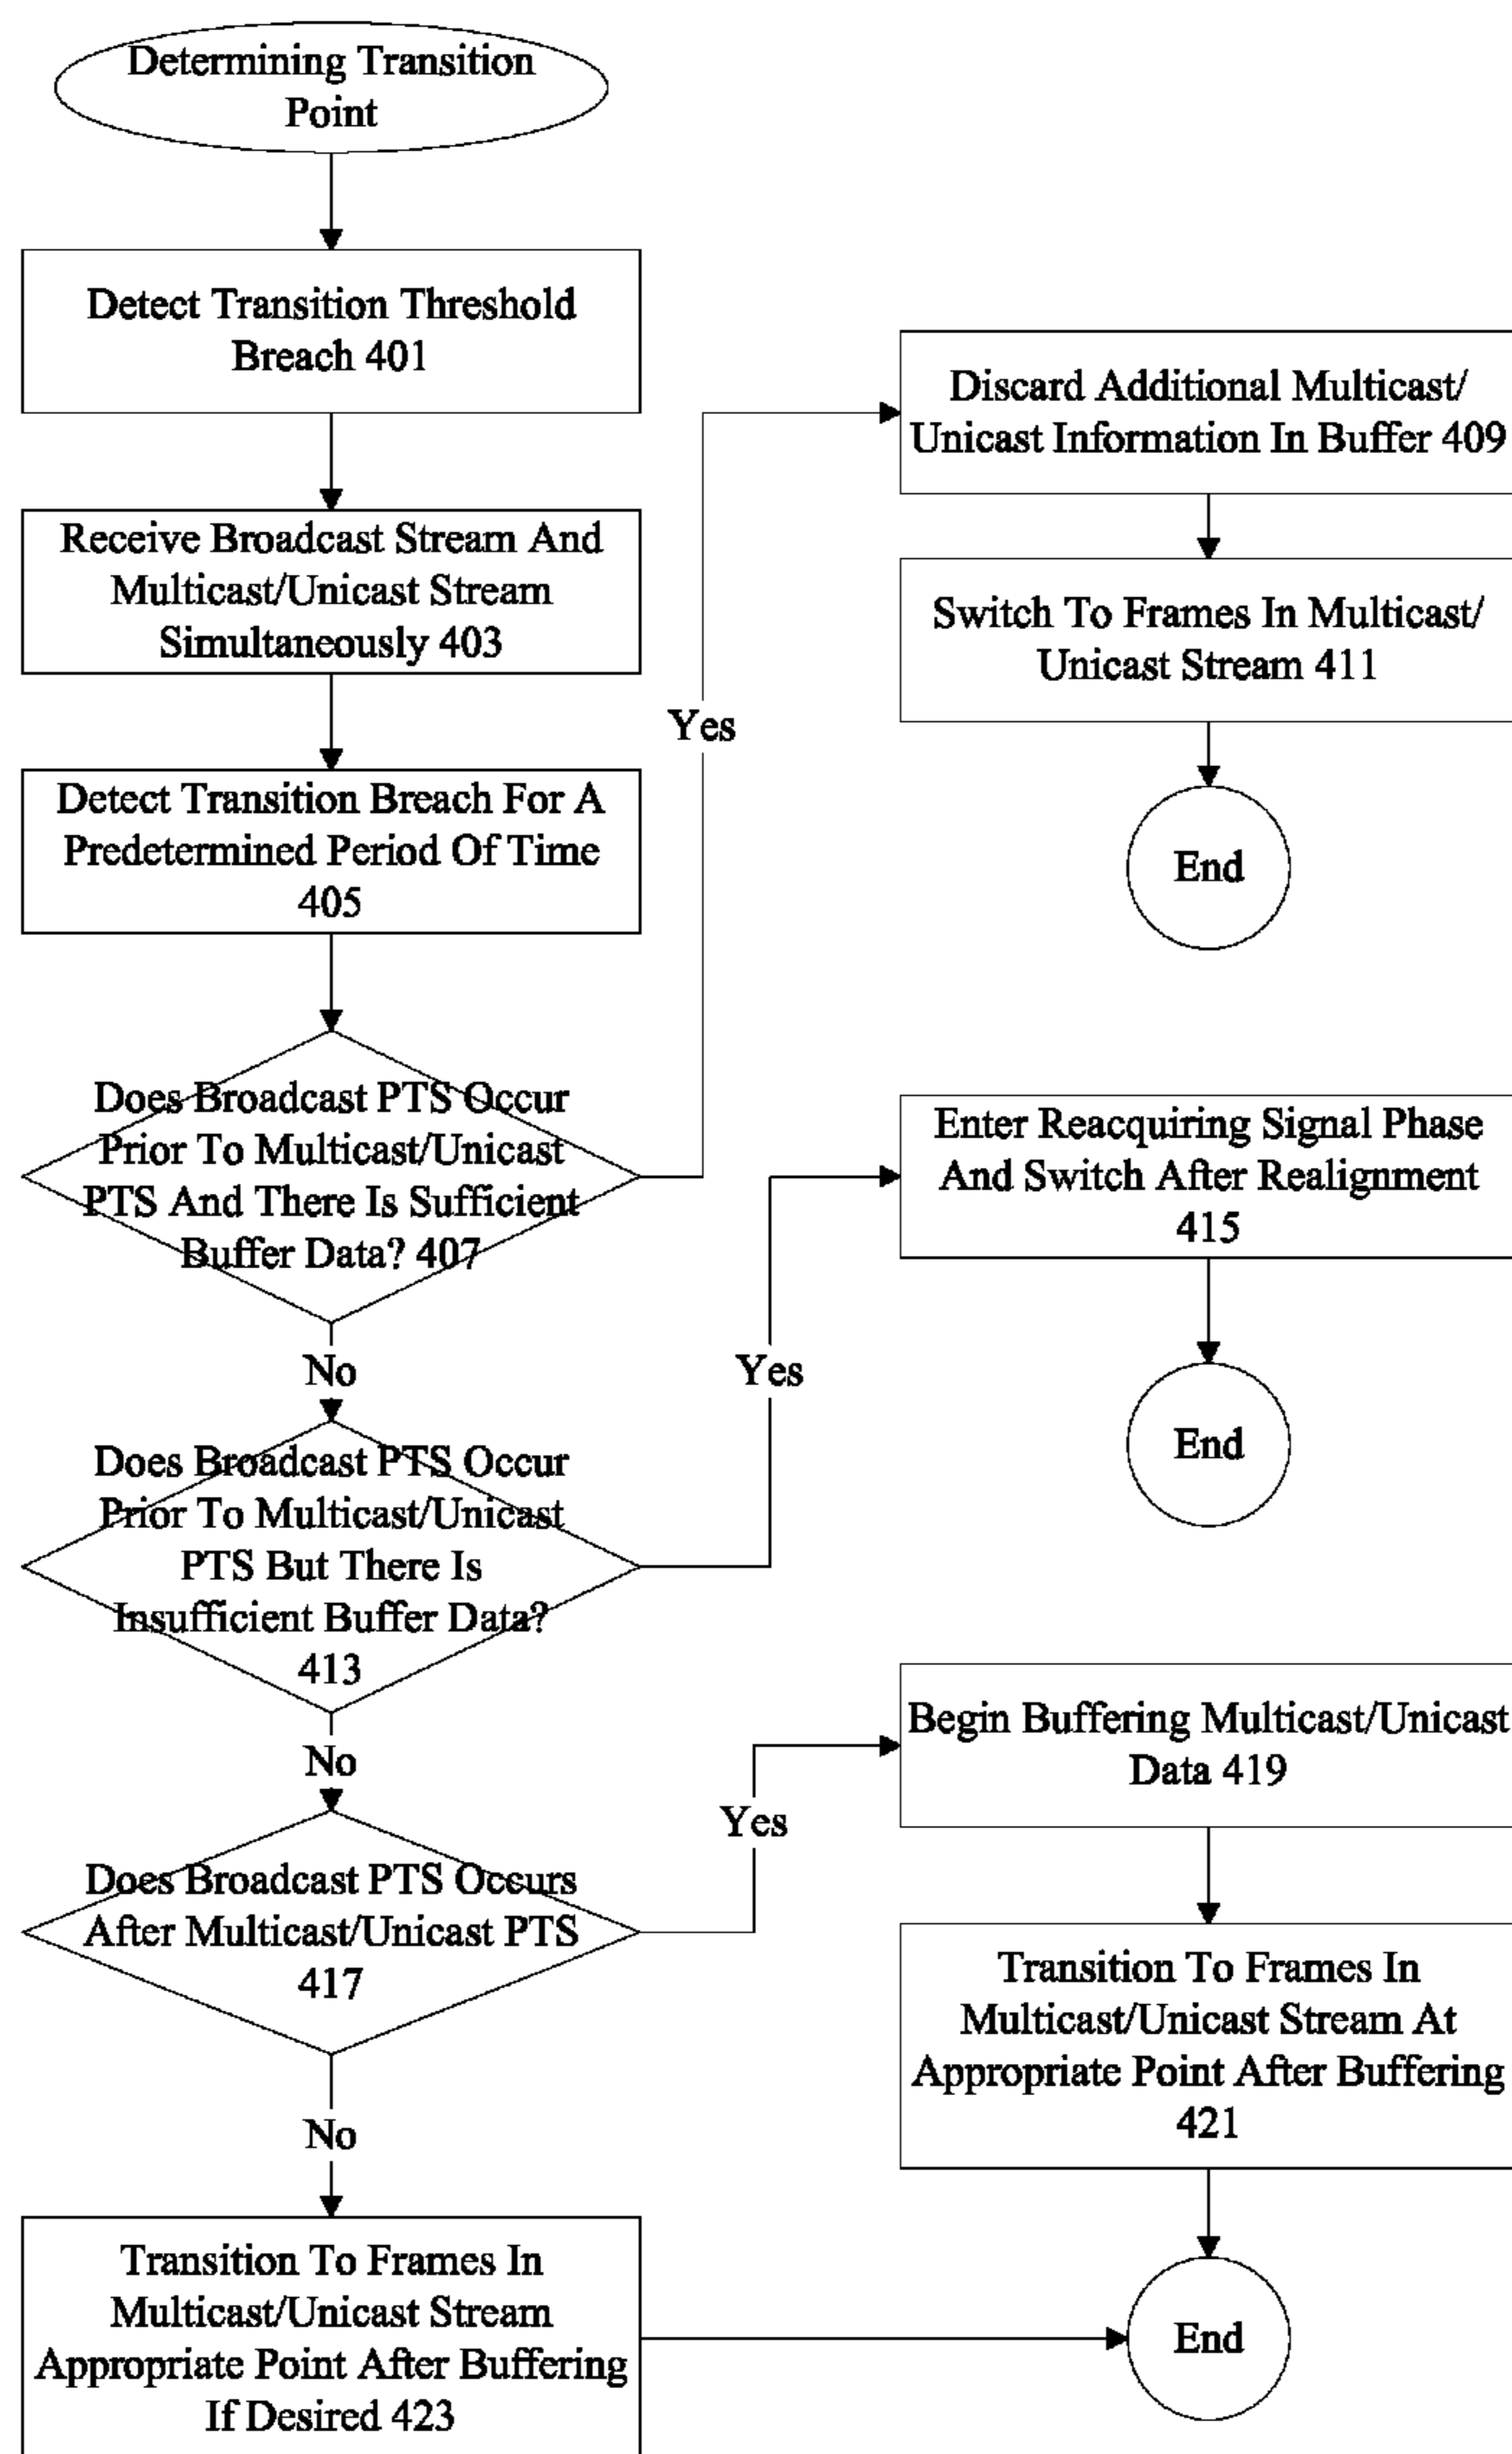 Determining Transition
Point
Detect Transition Threshold
Breach 401
Receive Broadcast Stream And
Multicast/Unicast Stream
Simultaneously 403
Detect Transition Breach For A
Predetermined Period Of Time
405
Does Broadcast PTS Occur
Prior To Multicast/Unicast
PTS And There Is Sufficient
Buffer Data? 407
Yes
Discard Additional Multicast/
Unicast Information In Buffer 409
Switch To Frames In Multicast/
Unicast Stream 411
End
No
Does Broadcast PTS Occur
Prior To Multicast/Unicast
PTS But There Is
Insufficient Buffer Data?
413
Yes
Enter Reacquiring Signal Phase
And Switch After Realignment
415
End
No
Does Broadcast PTS Occurs
After Multicast/Unicast PTS
417
Yes
Begin Buffering Multicast/Unicast
Data 419
Transition To Frames In
Multicast/Unicast Stream At
Appropriate Point After Buffering
421
No
Transition To Frames In
Multicast/Unicast Stream
Appropriate Point After Buffering
If Desired 423
End